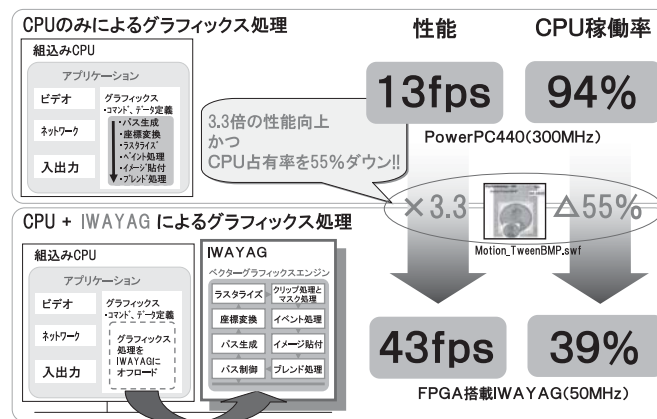 CPUのみによるグラフィックス処理
組込みCPU
アプリケーション
ビデオ
ネットワーク
入出力
グラフィックス
・コマンド、データ定義
・パス生成
・座標変換
・ラスタライズ
・ペイント処理
・イメージ貼付
・ブレンド処理
性能
CPU稼働率
13fps
94%
PowerPC440(300MHz)
3.3倍の性能向上
かつ
CPU占有率を55%ダウン!!
×3.3
△55%
Motion_TweenBMP.swf
CPU + IWAYAG によるグラフィックス処理
組込みCPU
アプリケーション
ビデオ
ネットワーク
入出力
グラフィックス
・コマンド、データ定義
グラフィックス
処理を
IWAYAGに
オフロード
IWAYAG
ベクターグラフィックスエンジン
ラスタライズ
クリップ処理と
マスク処理
座標変換
イベント処理
パス生成
イメージ貼付
パス制御
ブレンド処理
43fps
39%
FPGA搭載IWAYAG(50MHz)